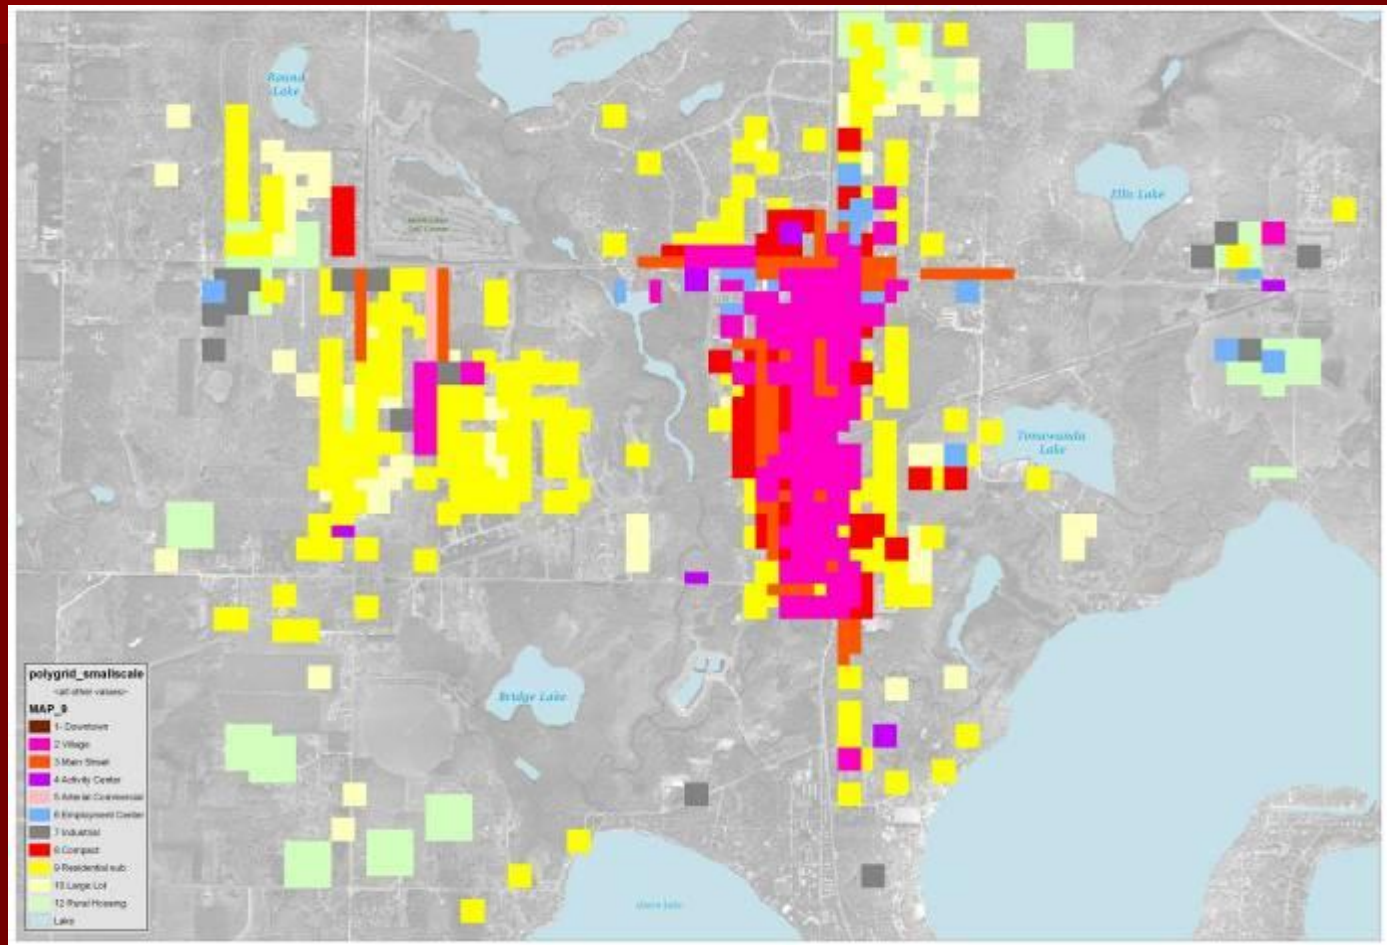 Round
Lake
Ellis Lake
Tonawanda
Lake
Bridge Lake
polygrid_smallscale
<all other values>
MAP_9
1- Downtown
2 Village
3 Main Street
4 Activity Center
5 Arterial Commercial
6 Employment Center
7 Industrial
8 Compact
9 Residential sub
10 Large Lot
12 Rural Housing
Lake